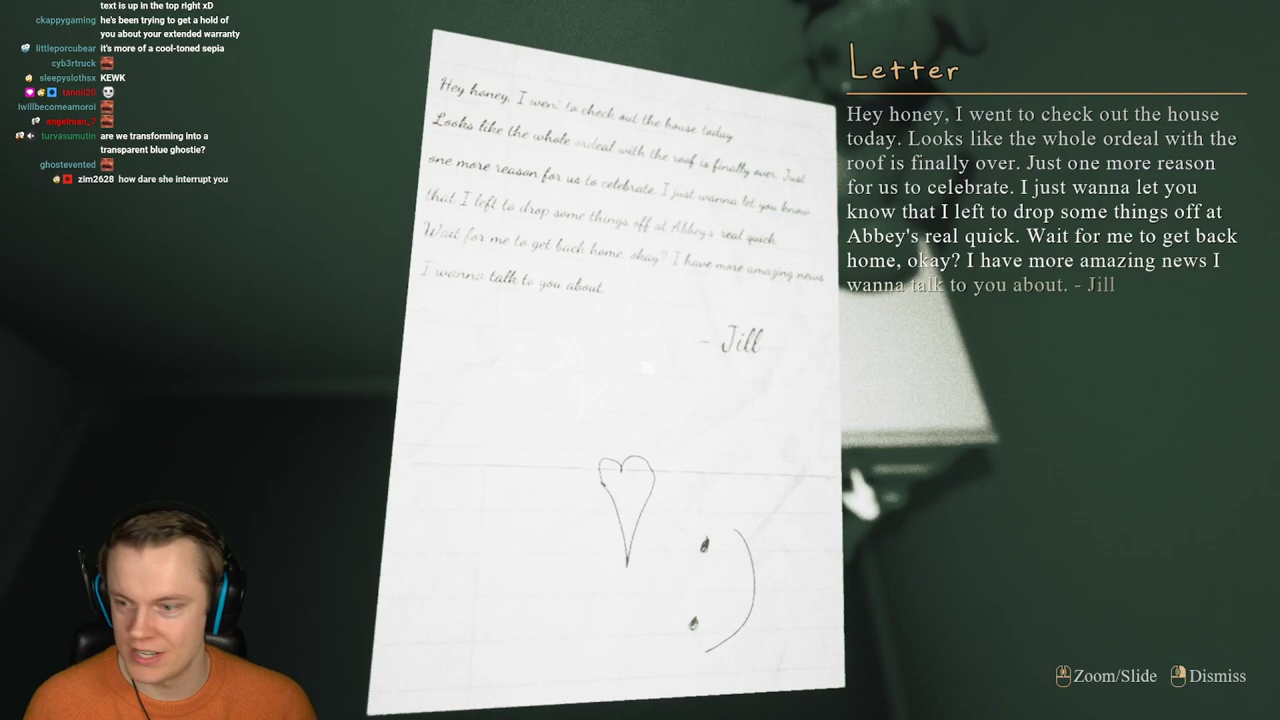 text is up in the top right xD
ckappygaming he's been trying to get a hold of
you about your extended warranty
littleporcubear it's more of a cool-toned sepia
cyb3rtruck
sleepyslothsx KEWK
tannii20
iwillbecomeamorol
angelman_7
turvasumutin are we transforming into a
transparent blue ghostie?
ghostevented
zim2628 how dare she interrupt you
Hey honey, I went to check out the house today.
Looks like the whole ordeal with the roof is finally over. Just
one more reason for us to celebrate. I just wanna let you know
that I left to drop some things off at Abbey's real quick.
Wait for me to get back home, okay? I have more amazing news
I wanna talk to you about.
- Jill
Letter
Hey honey, I went to check out the house
today. Looks like the whole ordeal with the
roof is finally over. Just one more reason
for us to celebrate. I just wanna let you
know that I left to drop some things off at
Abbey's real quick. Wait for me to get back
home, okay? I have more amazing news I
wanna talk to you about. - Jill
Zoom/Slide
Dismiss